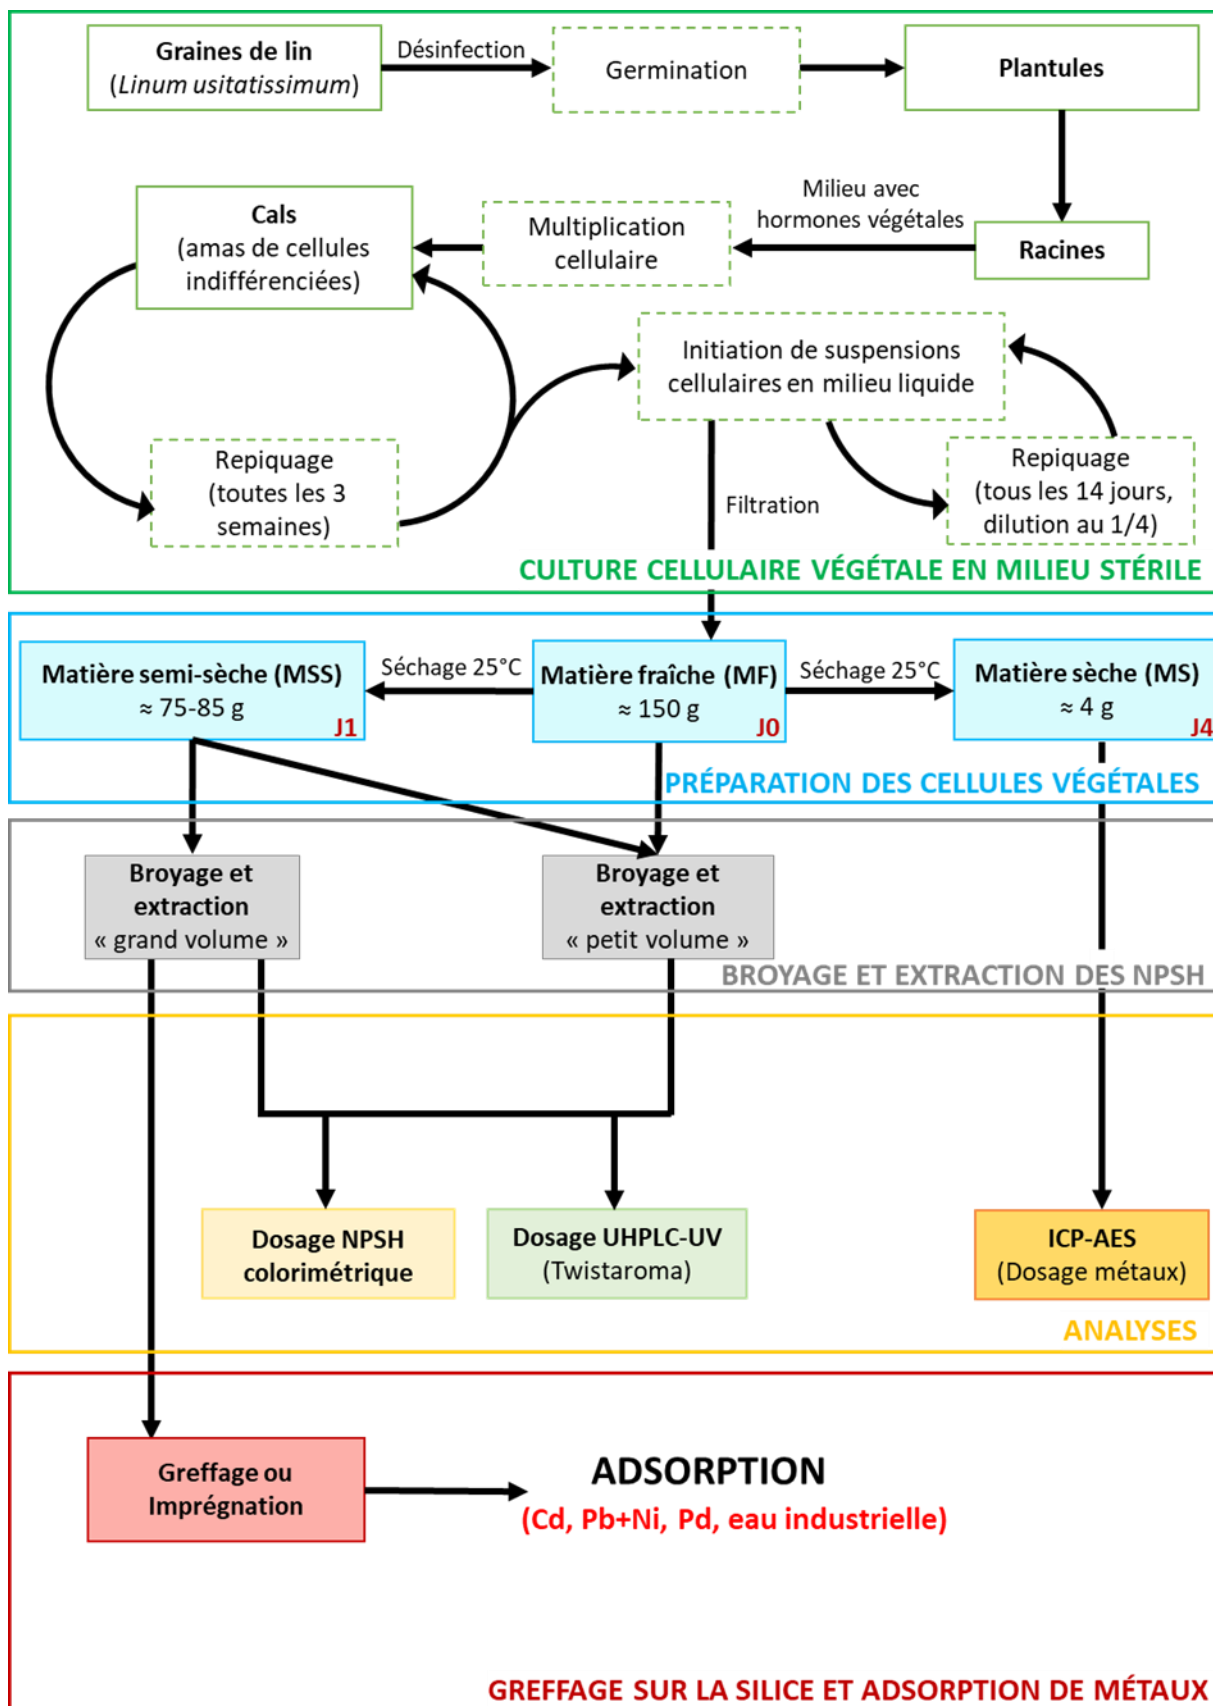 Graines de lin
(Linum usitatissimum)
Désinfection
Germination
Plantules
Milieu avec
hormones végétales
Racines
Multiplication
cellulaire
Cals
(amas de cellules
indifférenciées)
Initiation de suspensions
cellulaires en milieu liquide
Repiquage
(toutes les 3
semaines)
Filtration
Repiquage
(tous les 14 jours,
dilution au 1/4)
CULTURE CELLULAIRE VÉGÉTALE EN MILIEU STÉRILE
Matière semi-sèche (MSS)
≈ 75-85 g
J1
Séchage 25°C
Matière fraîche (MF)
≈ 150 g
J0
Séchage 25°C
Matière sèche (MS)
≈ 4 g
J4
PRÉPARATION DES CELLULES VÉGÉTALES
Broyage et
extraction
« grand volume »
Broyage et
extraction
« petit volume »
BROYAGE ET EXTRACTION DES NPSH
Dosage NPSH
colorimétrique
Dosage UHPLC-UV
(Twistaroma)
ICP-AES
(Dosage métaux)
ANALYSES
Greffage ou
Imprégnation
ADSORPTION
(Cd, Pb+Ni, Pd, eau industrielle)
GREFFAGE SUR LA SILICE ET ADSORPTION DE MÉTAUX